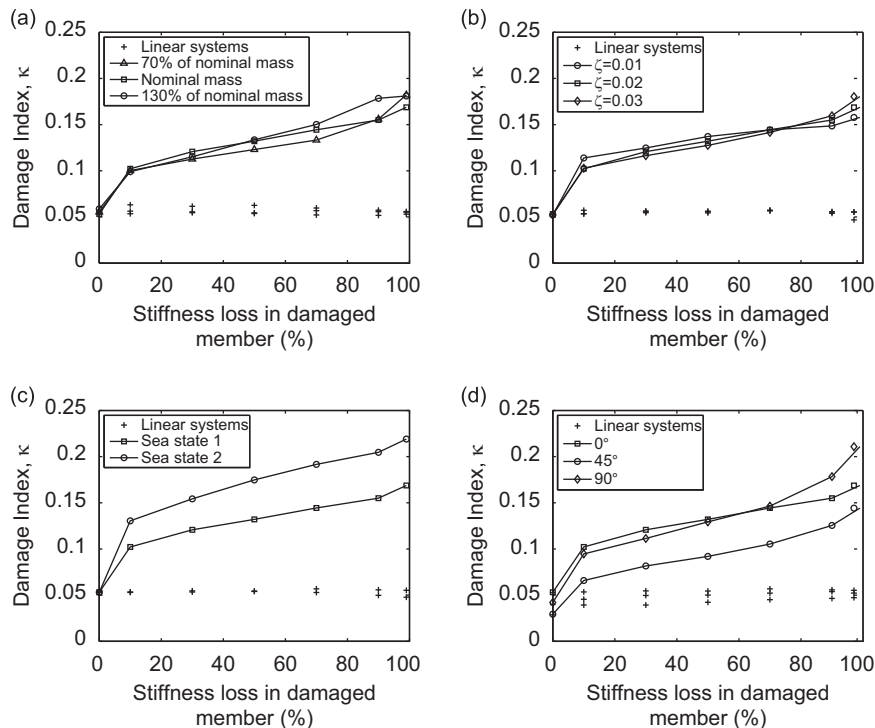 (a)
0.25
0.2
0.15
0.1
0.05
0
Damage Index, κ
Linear systems
70% of nominal mass
Nominal mass
130% of nominal mass
0 20 40 60 80 100
Stiffness loss in damaged
member (%)
(b)
0.25
0.2
0.15
0.1
0.05
0
Damage Index, κ
Linear systems
ζ=0.01
ζ=0.02
ζ=0.03
0 20 40 60 80 100
Stiffness loss in damaged
member (%)
(c)
0.25
0.2
0.15
0.1
0.05
0
Damage Index, κ
Linear systems
Sea state 1
Sea state 2
0 20 40 60 80 100
Stiffness loss in damaged
member (%)
(d)
0.25
0.2
0.15
0.1
0.05
0
Damage Index, κ
Linear systems
0°
45°
90°
0 20 40 60 80 100
Stiffness loss in damaged
member (%)